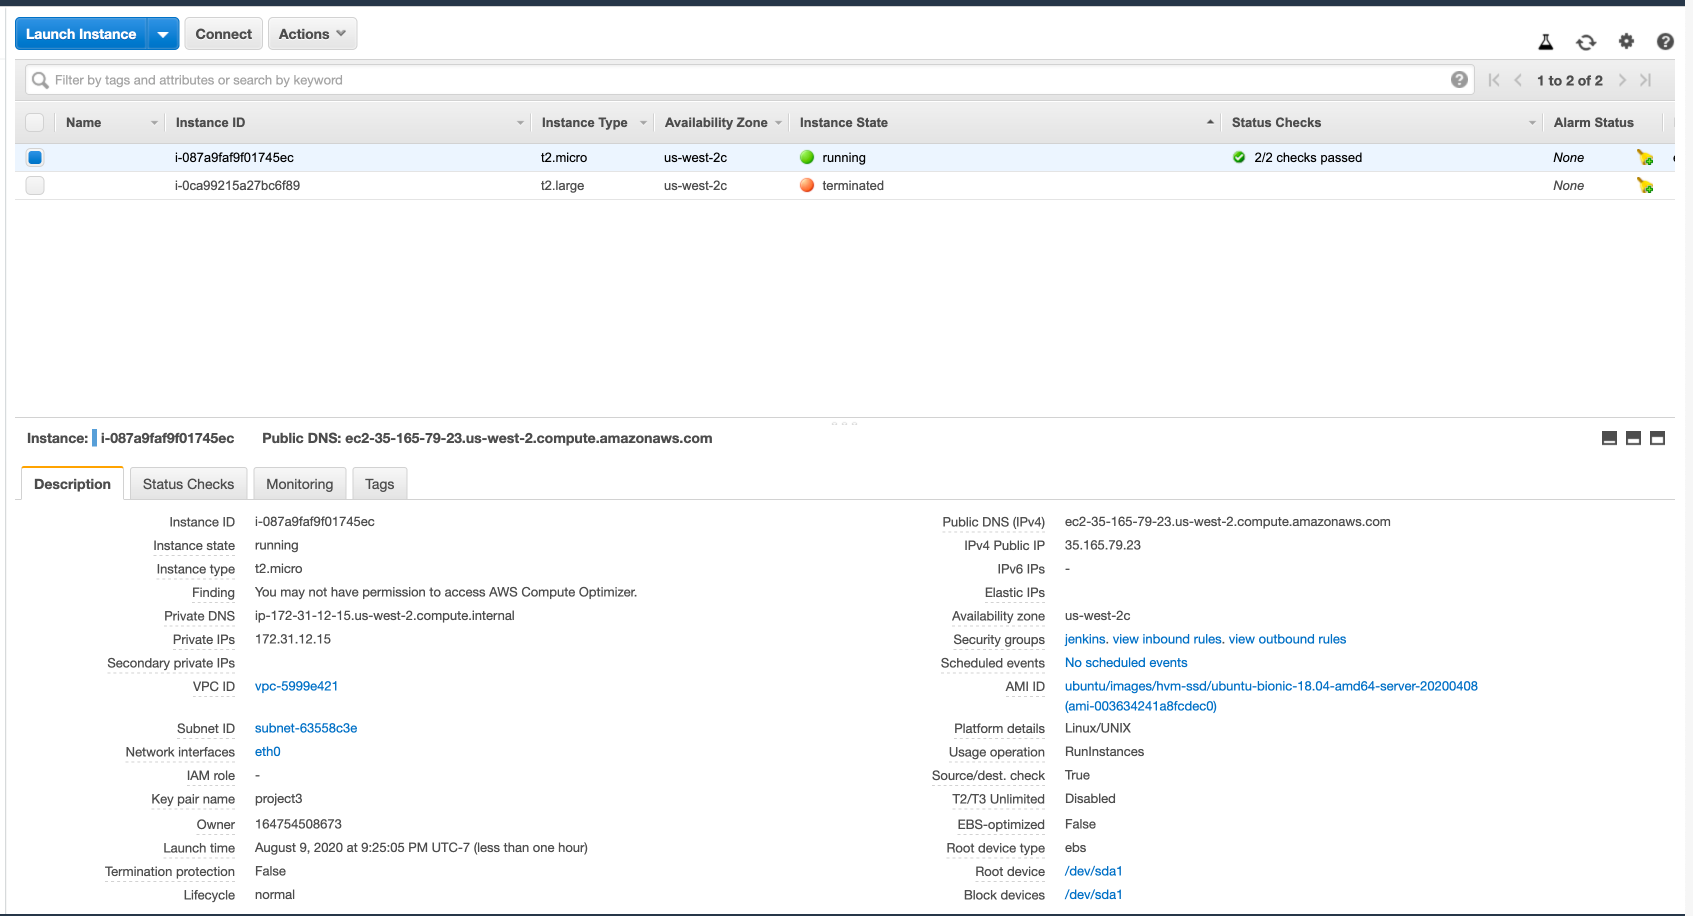 Launch Instance
Connect
Actions
Filter by tags and attributes or search by keyword
1 to 2 of 2
Name Instance ID Instance Type Availability Zone Instance State Status Checks Alarm Status
i-087a9faf9f01745ec t2.micro us-west-2c running 2/2 checks passed None
i-0ca99215a27bc6f89 t2.large us-west-2c terminated None
Instance: i-087a9faf9f01745ec Public DNS: ec2-35-165-79-23.us-west-2.compute.amazonaws.com
Description Status Checks Monitoring Tags
Instance ID i-087a9faf9f01745ec
Instance state running
Instance type t2.micro
Finding You may not have permission to access AWS Compute Optimizer.
Private DNS ip-172-31-12-15.us-west-2.compute.internal
Private IPs 172.31.12.15
Secondary private IPs
VPC ID vpc-5999e421
Subnet ID subnet-63558c3e
Network interfaces eth0
IAM role -
Key pair name project3
Owner 164754508673
Launch time August 9, 2020 at 9:25:05 PM UTC-7 (less than one hour)
Termination protection False
Lifecycle normal
Public DNS (IPv4) ec2-35-165-79-23.us-west-2.compute.amazonaws.com
IPv4 Public IP 35.165.79.23
IPv6 IPs -
Elastic IPs
Availability zone us-west-2c
Security groups jenkins. view inbound rules. view outbound rules
Scheduled events No scheduled events
AMI ID ubuntu/images/hvm-ssd/ubuntu-bionic-18.04-amd64-server-20200408
(ami-003634241a8fcdec0)
Platform details Linux/UNIX
Usage operation RunInstances
Source/dest. check True
T2/T3 Unlimited Disabled
EBS-optimized False
Root device type ebs
Root device /dev/sda1
Block devices /dev/sda1